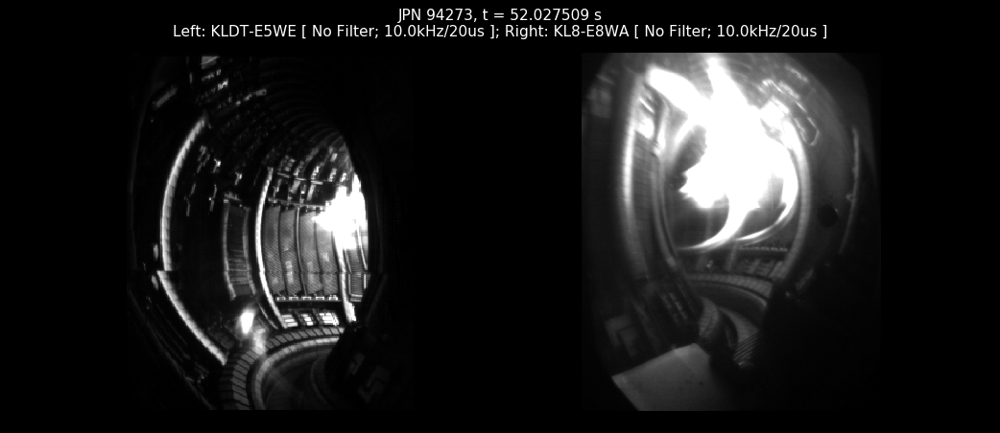 JPN 94273, t = 52.027509 s
Left: KLDT-E5WE [ No Filter; 10.0kHz/20us ]; Right: KL8-E8WA [ No Filter; 10.0kHz/20us ]